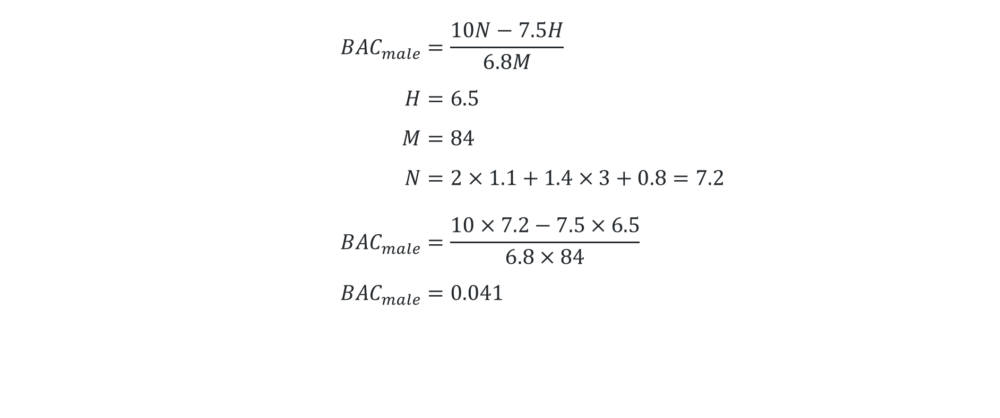 BAC_male = (10N − 7.5H)/(6.8M)
H = 6.5
M = 84
N = 2 × 1.1 + 1.4 × 3 + 0.8 = 7.2
BAC_male = (10 × 7.2 − 7.5 × 6.5)/(6.8 × 84)
BAC_male = 0.041